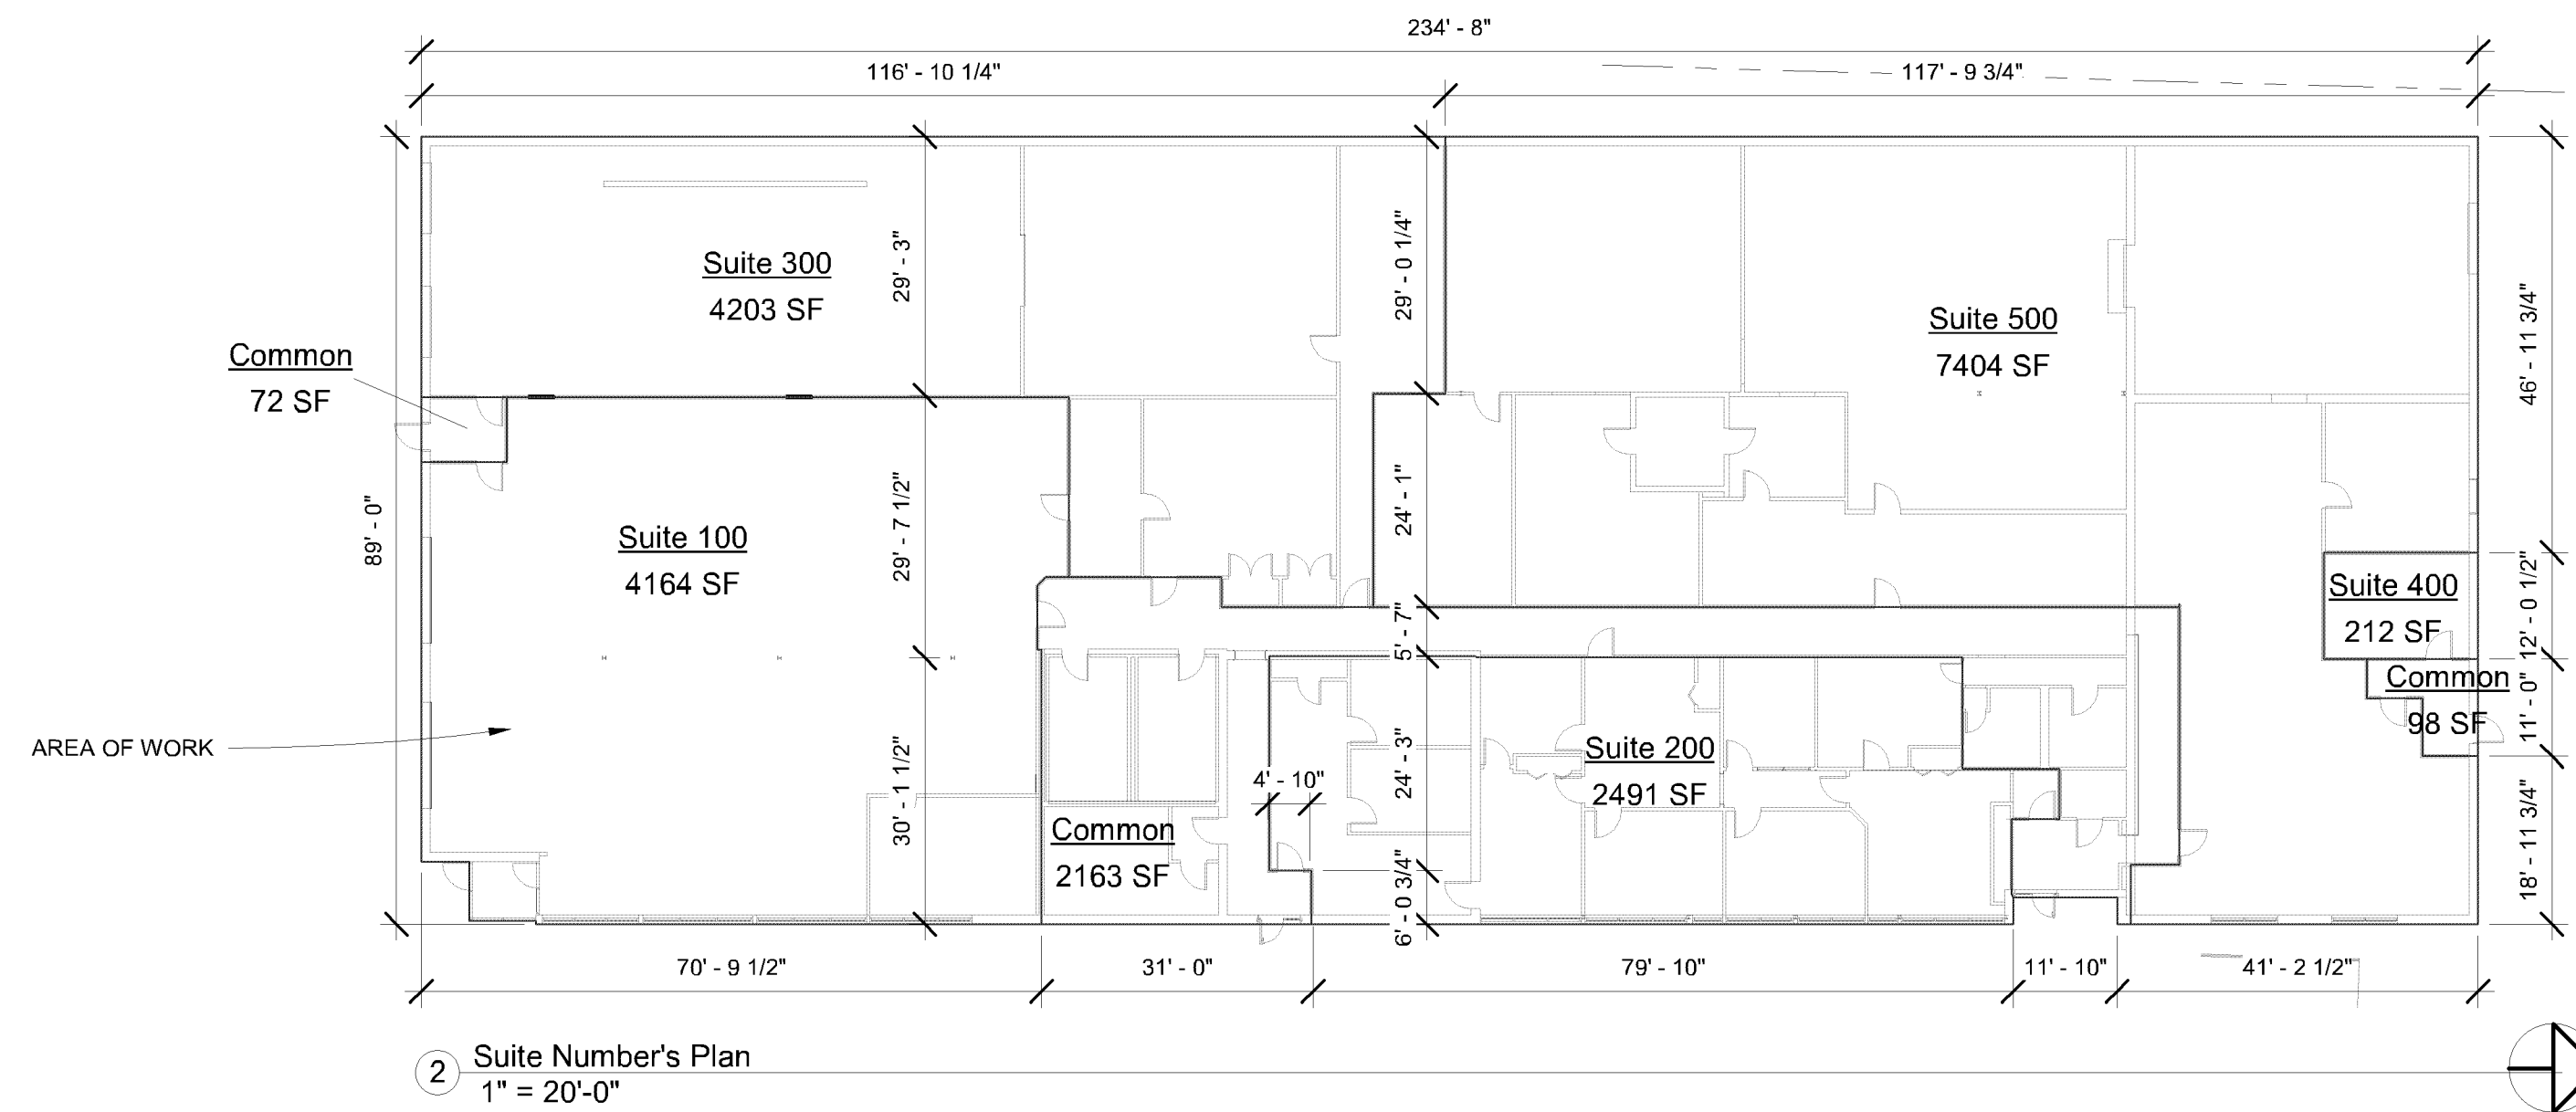 234' - 8"
116' - 10 1/4"
117' - 9 3/4"
Suite 300
4203 SF
29' - 3"
29' - 0 1/4"
Suite 500
7404 SF
46' - 11 3/4"
Common
72 SF
89' - 0"
Suite 100
4164 SF
29' - 7 1/2"
24' - 1"
Suite 400
212 SF
12' - 0 1/2"
5' - 7"
Common
98 SF
11' - 0"
AREA OF WORK
30' - 1 1/2"
4' - 10"
24' - 3"
Suite 200
2491 SF
Common
2163 SF
6' - 0 3/4"
18' - 11 3/4"
70' - 9 1/2"
31' - 0"
79' - 10"
11' - 10"
41' - 2 1/2"
2
Suite Number's Plan
1" = 20'-0"